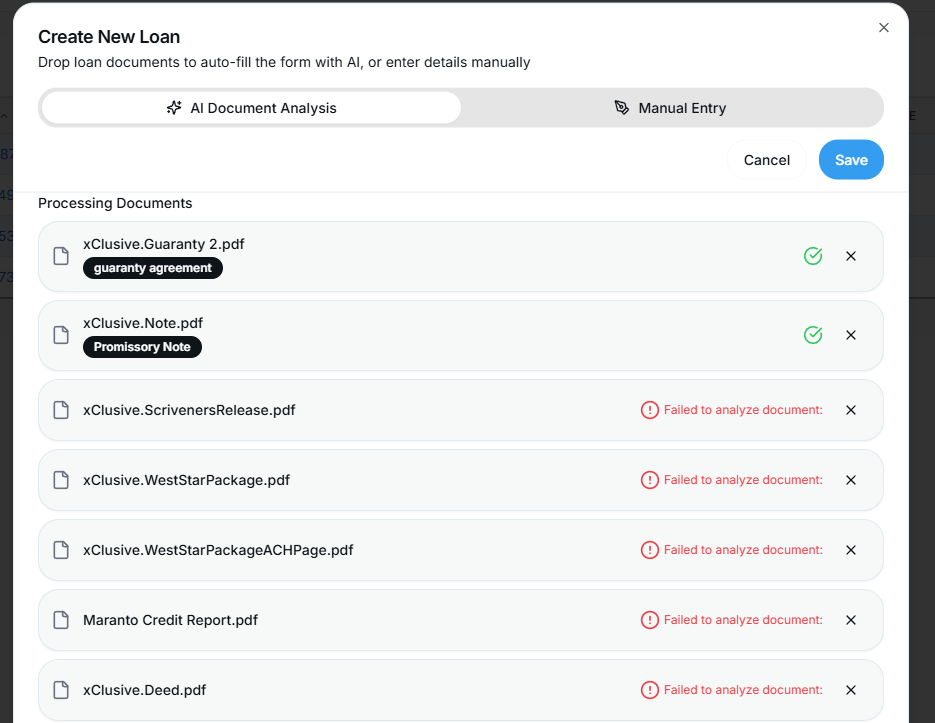 Create New Loan
Drop loan documents to auto-fill the form with AI, or enter details manually
AI Document Analysis
Manual Entry
Cancel
Save
Processing Documents
xClusive.Guaranty 2.pdf
guaranty agreement
xClusive.Note.pdf
Promissory Note
xClusive.ScrivenersRelease.pdf
Failed to analyze document:
xClusive.WestStarPackage.pdf
Failed to analyze document:
xClusive.WestStarPackageACHPage.pdf
Failed to analyze document:
Maranto Credit Report.pdf
Failed to analyze document:
xClusive.Deed.pdf
Failed to analyze document: